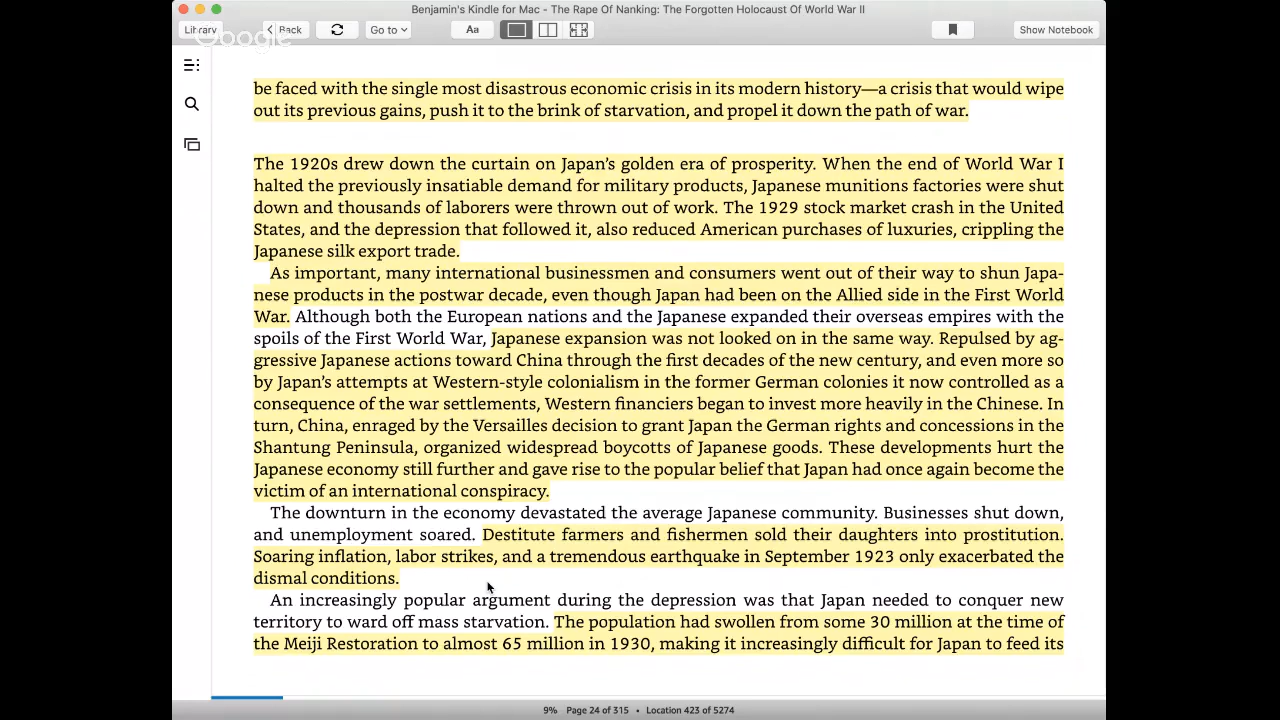 Benjamin's Kindle for Mac - The Rape Of Nanking: The Forgotten Holocaust Of World War II
Library
Back
Go to
Aa
Show Notebook
Google
be faced with the single most disastrous economic crisis in its modern history—a crisis that would wipe
out its previous gains, push it to the brink of starvation, and propel it down the path of war.
The 1920s drew down the curtain on Japan's golden era of prosperity. When the end of World War I
halted the previously insatiable demand for military products, Japanese munitions factories were shut
down and thousands of laborers were thrown out of work. The 1929 stock market crash in the United
States, and the depression that followed it, also reduced American purchases of luxuries, crippling the
Japanese silk export trade.
As important, many international businessmen and consumers went out of their way to shun Japa-
nese products in the postwar decade, even though Japan had been on the Allied side in the First World
War. Although both the European nations and the Japanese expanded their overseas empires with the
spoils of the First World War, Japanese expansion was not looked on in the same way. Repulsed by ag-
gressive Japanese actions toward China through the first decades of the new century, and even more so
by Japan's attempts at Western-style colonialism in the former German colonies it now controlled as a
consequence of the war settlements, Western financiers began to invest more heavily in the Chinese. In
turn, China, enraged by the Versailles decision to grant Japan the German rights and concessions in the
Shantung Peninsula, organized widespread boycotts of Japanese goods. These developments hurt the
Japanese economy still further and gave rise to the popular belief that Japan had once again become the
victim of an international conspiracy.
The downturn in the economy devastated the average Japanese community. Businesses shut down,
and unemployment soared. Destitute farmers and fishermen sold their daughters into prostitution.
Soaring inflation, labor strikes, and a tremendous earthquake in September 1923 only exacerbated the
dismal conditions.
An increasingly popular argument during the depression was that Japan needed to conquer new
territory to ward off mass starvation. The population had swollen from some 30 million at the time of
the Meiji Restoration to almost 65 million in 1930, making it increasingly difficult for Japan to feed its
9% Page 24 of 315 • Location 423 of 5274